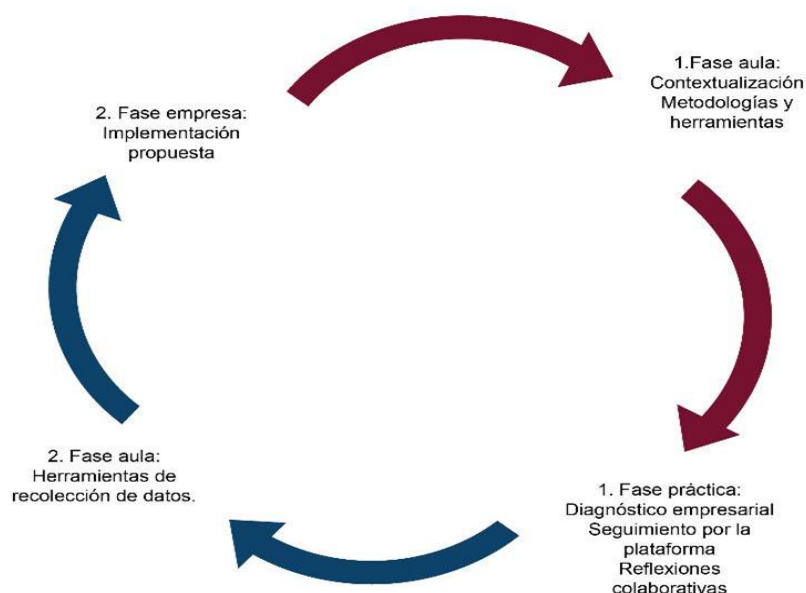 1.Fase aula:
Contextualización
Metodologías y
herramientas
1. Fase práctica:
Diagnóstico empresarial
Seguimiento por la
plataforma
Reflexiones
colaborativas
2. Fase aula:
Herramientas de
recolección de datos.
2. Fase empresa:
Implementación
propuesta